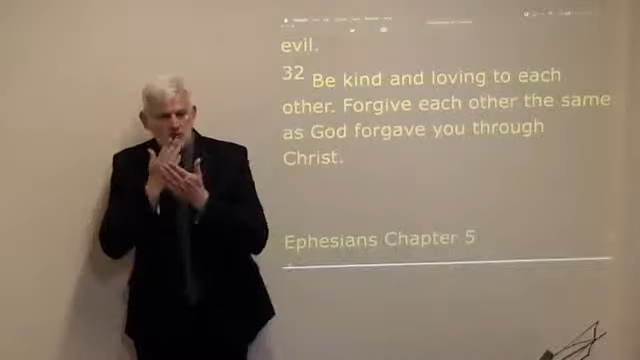 evil.
32 Be kind and loving to each
other. Forgive each other the same
as God forgave you through
Christ.
Ephesians Chapter 5